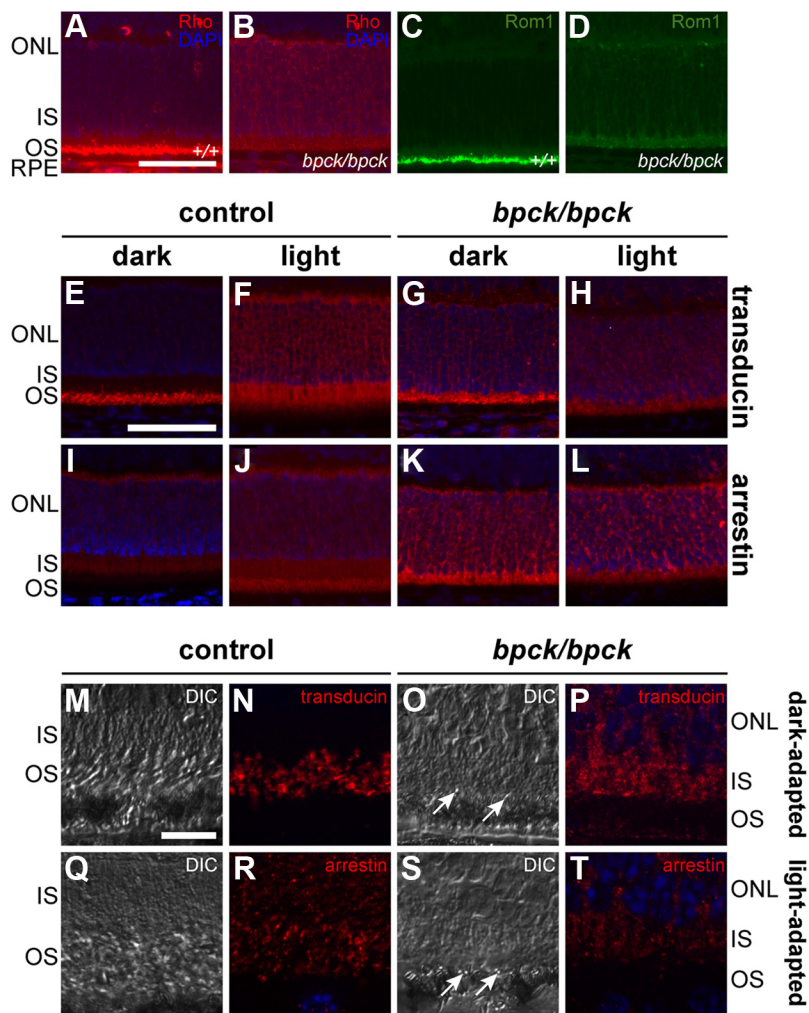 A Rho DAPI B Rho DAPI C Rom1 D Rom1
ONL
IS
OS
RPE
+/+ bpck/bpck +/+ bpck/bpck
control bpck/bpck
dark light dark light
E F G H
ONL
IS
OS
transducin
I J K L
ONL
IS
OS
arrestin
control bpck/bpck
M DIC N transducin O DIC P transducin
IS ONL
OS IS
OS
dark-adapted
Q DIC R arrestin S DIC T arrestin
IS ONL
OS IS
OS
light-adapted